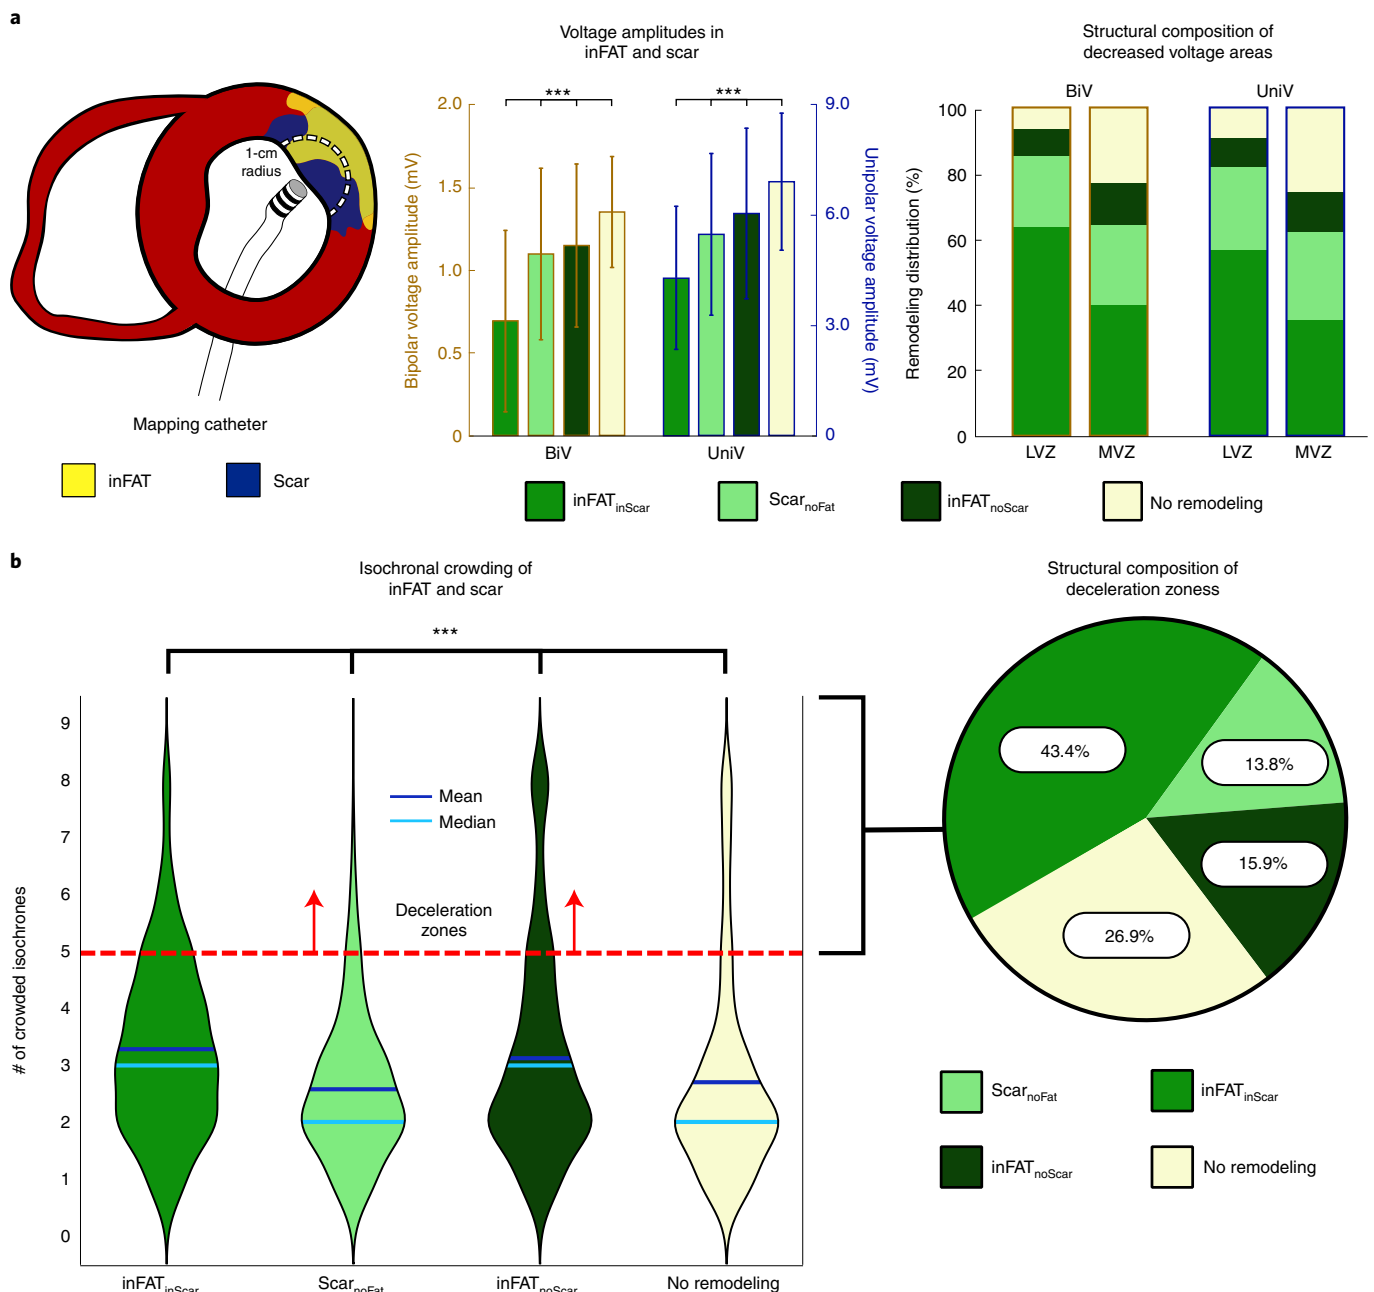 a
Voltage amplitudes in
inFAT and scar
Structural composition of
decreased voltage areas
1-cm
radius
Mapping catheter
inFAT
Scar
Bipolar voltage amplitude (mV)
2.0
1.5
1.0
0.5
0
***
***
BiV
UniV
9.0
6.0
3.0
0
Unipolar voltage amplitude (mV)
Remodeling distribution (%)
BiV
UniV
100
80
60
40
20
0
LVZ
MVZ
LVZ
MVZ
inFATinScar
ScarnoFat
inFATnoScar
No remodeling
b
Isochronal crowding of
inFAT and scar
Structural composition of
deceleration zoness
***
# of crowded isochrones
9
8
7
6
5
4
3
2
1
0
Mean
Median
Deceleration
zones
inFATinScar
ScarnoFat
inFATnoScar
No remodeling
43.4%
13.8%
15.9%
26.9%
ScarnoFat
inFATinScar
inFATnoScar
No remodeling